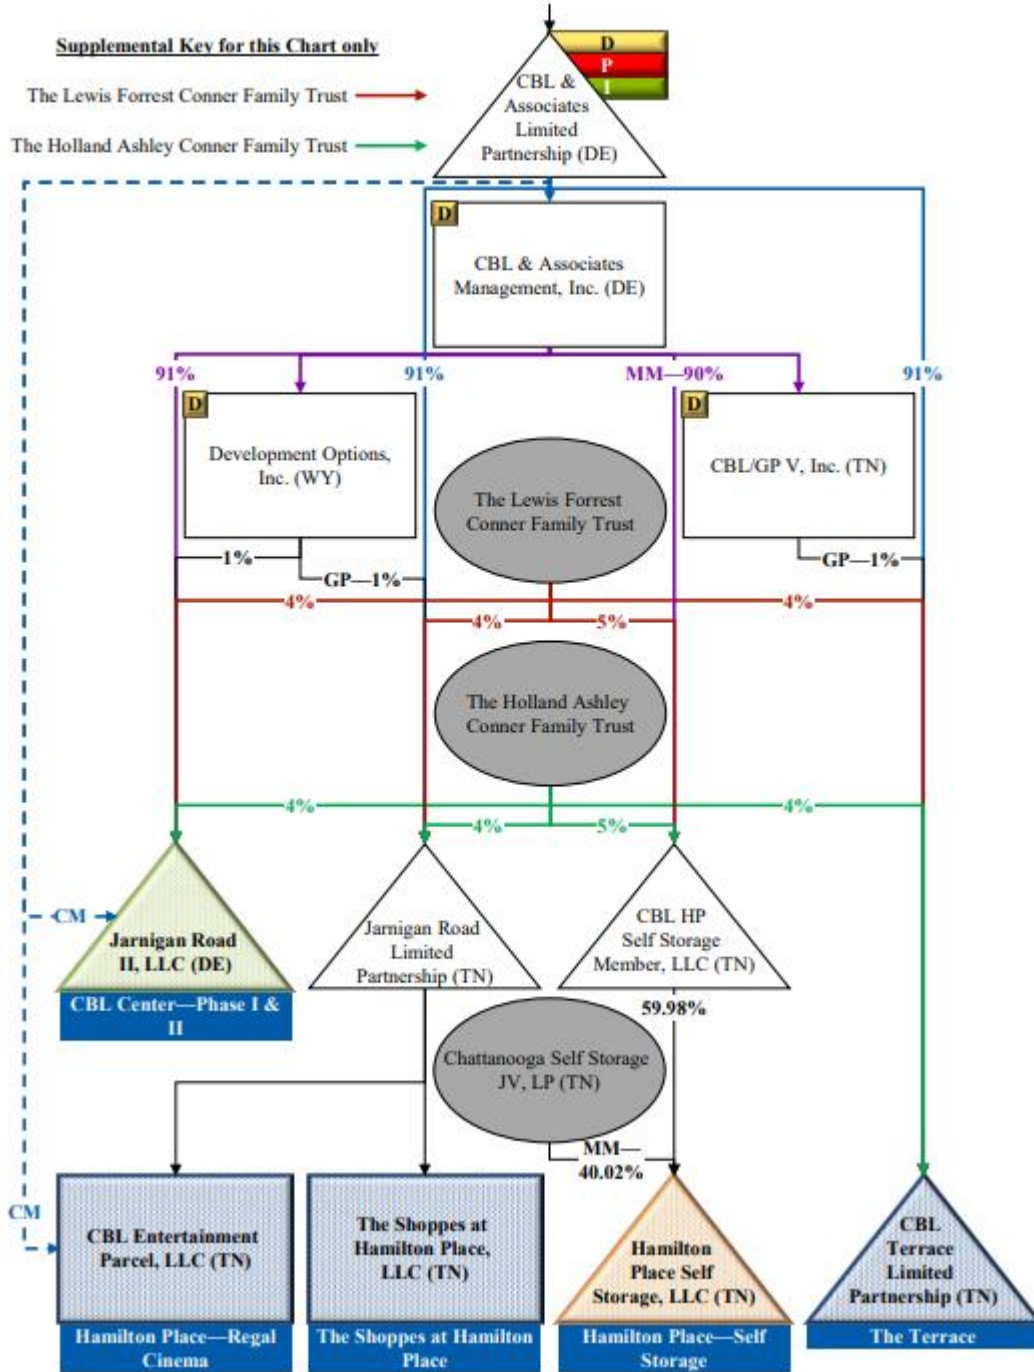 Supplemental Key for this Chart only
The Lewis Forrest Conner Family Trust
The Holland Ashley Conner Family Trust
D
P
I
CBL &
Associates
Limited
Partnership (DE)
D
CBL & Associates
Management, Inc. (DE)
91%
91%
MM—90%
91%
D
Development Options,
Inc. (WY)
D
CBL/GP V, Inc. (TN)
The Lewis Forrest
Conner Family Trust
1%
GP—1%
GP—1%
4%
4%
4%
5%
The Holland Ashley
Conner Family Trust
4%
4%
4%
5%
CM
Jarnigan Road
II, LLC (DE)
CBL Center—Phase I &
II
Jarnigan Road
Limited
Partnership (TN)
CBL HP
Self Storage
Member, LLC (TN)
59.98%
Chattanooga Self Storage
JV, LP (TN)
MM—
40.02%
CM
CBL Entertainment
Parcel, LLC (TN)
Hamilton Place—Regal
Cinema
The Shoppes at
Hamilton Place,
LLC (TN)
The Shoppes at Hamilton
Place
Hamilton
Place Self
Storage, LLC (TN)
Hamilton Place—Self
Storage
CBL
Terrace
Limited
Partnership (TN)
The Terrace